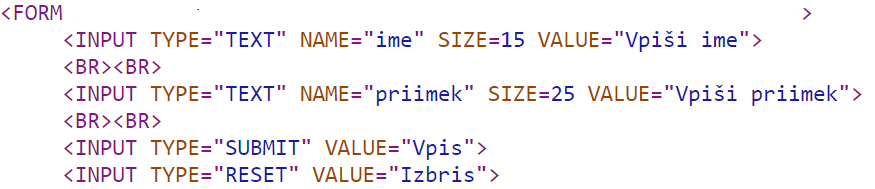 <FORM >
<INPUT TYPE="TEXT" NAME="ime" SIZE=15 VALUE="Vpiši ime">
<BR><BR>
<INPUT TYPE="TEXT" NAME="priimek" SIZE=25 VALUE="Vpiši priimek">
<BR><BR>
<INPUT TYPE="SUBMIT" VALUE="Vpis">
<INPUT TYPE="RESET" VALUE="Izbris">